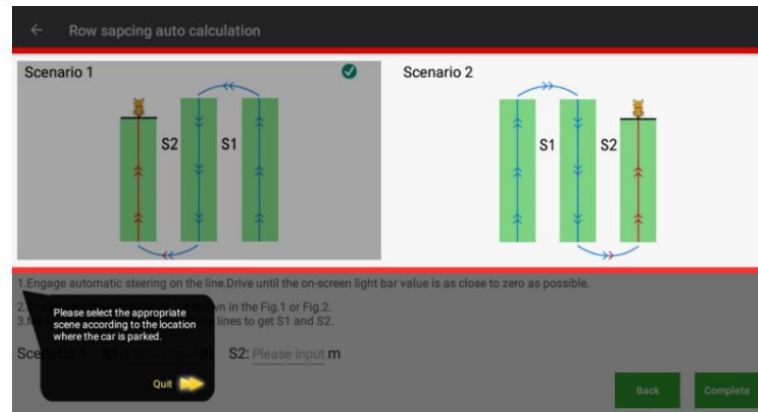 Row sapcing auto calculation
Scenario 1
Scenario 2
S2
S1
S1
S2
1.Engage automatic steering on the line.Drive until the on-screen light bar value is as close to zero as possible.
2. wn in the Fig.1 or Fig.2.
3. lines to get S1 and S2.
Please select the appropriate
scene according to the location
where the car is parked.
Quit
S2: Please input m
Back
Complete